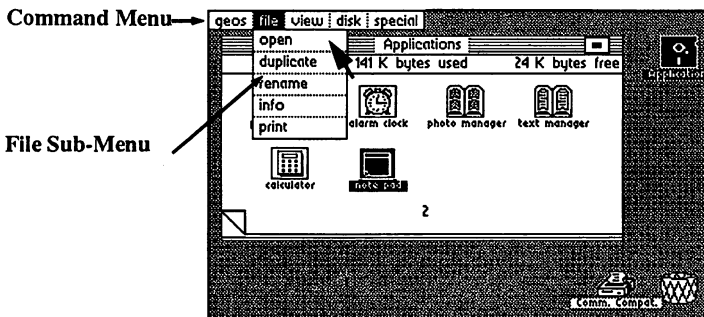 Command Menu
geos file view disk special
open
duplicate
rename
info
print
File Sub-Menu
Applications
141 K bytes used 24 K bytes free
alarm clock photo manager text manager
calculator note pad
2
Comm. Compat.